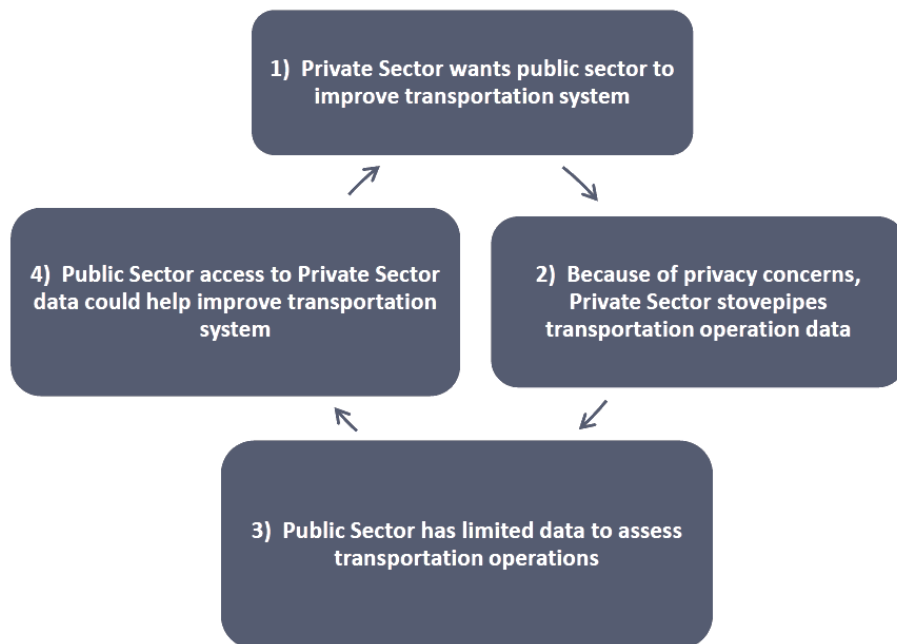 1) Private Sector wants public sector to
improve transportation system
2) Because of privacy concerns,
Private Sector stovepipes
transportation operation data
3) Public Sector has limited data to assess
transportation operations
4) Public Sector access to Private Sector
data could help improve transportation
system